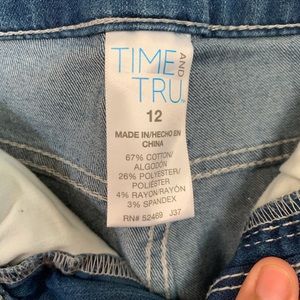 TIME AND
TRU
12
MADE IN/HECHO EN
CHINA
67% COTTON/
ALGODÓN
26% POLYESTER/
POLIÉSTER
4% RAYON/RAYÓN
3% SPANDEX
RN# 52469 J37